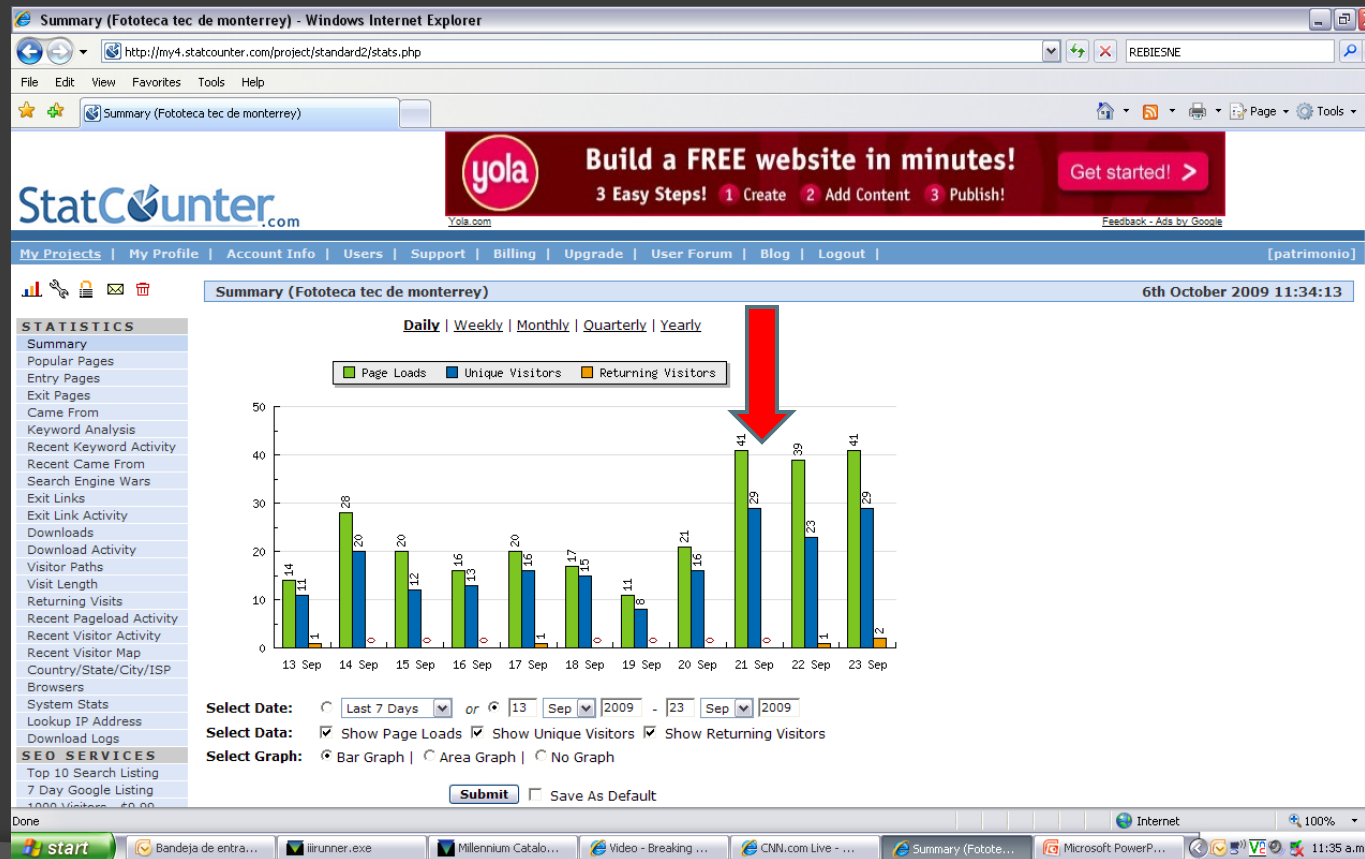 Summary (Fototeca tec de monterrey) - Windows Internet Explorer
http://my4.statcounter.com/project/standard2/stats.php REBIESNE
File Edit View Favorites Tools Help
Summary (Fototeca tec de monterrey) Page Tools
yola Build a FREE website in minutes! Get started! >
3 Easy Steps! 1 Create 2 Add Content 3 Publish!
StatCounter.com
Yola.com Feedback - Ads by Google
My Projects | My Profile | Account Info | Users | Support | Billing | Upgrade | User Forum | Blog | Logout | [patrimonio]
Summary (Fototeca tec de monterrey) 6th October 2009 11:34:13
STATISTICS
Summary
Popular Pages
Entry Pages
Exit Pages
Came From
Keyword Analysis
Recent Keyword Activity
Recent Came From
Search Engine Wars
Exit Links
Exit Link Activity
Downloads
Download Activity
Visitor Paths
Visit Length
Returning Visits
Recent Pageload Activity
Recent Visitor Activity
Recent Visitor Map
Country/State/City/ISP
Browsers
System Stats
Lookup IP Address
Download Logs
SEO SERVICES
Top 10 Search Listing
7 Day Google Listing
Daily | Weekly | Monthly | Quarterly | Yearly
Page Loads Unique Visitors Returning Visitors
50
40
30
20
10
0
14 11 1
28 20 0
20 12 0
16 13 0
20 16 1
17 15 0
11 8 0
21 16 0
41 29 0
39 23 1
41 29 2
13 Sep 14 Sep 15 Sep 16 Sep 17 Sep 18 Sep 19 Sep 20 Sep 21 Sep 22 Sep 23 Sep
Select Date: Last 7 Days or 13 Sep 2009 - 23 Sep 2009
Select Data: Show Page Loads Show Unique Visitors Show Returning Visitors
Select Graph: Bar Graph | Area Graph | No Graph
Submit Save As Default
Done Internet 100%
start Bandeja de entra... iiirunner.exe Millennium Catalo... Video - Breaking ... CNN.com Live - ... Summary (Fotote... Microsoft PowerP... 11:35 a.m